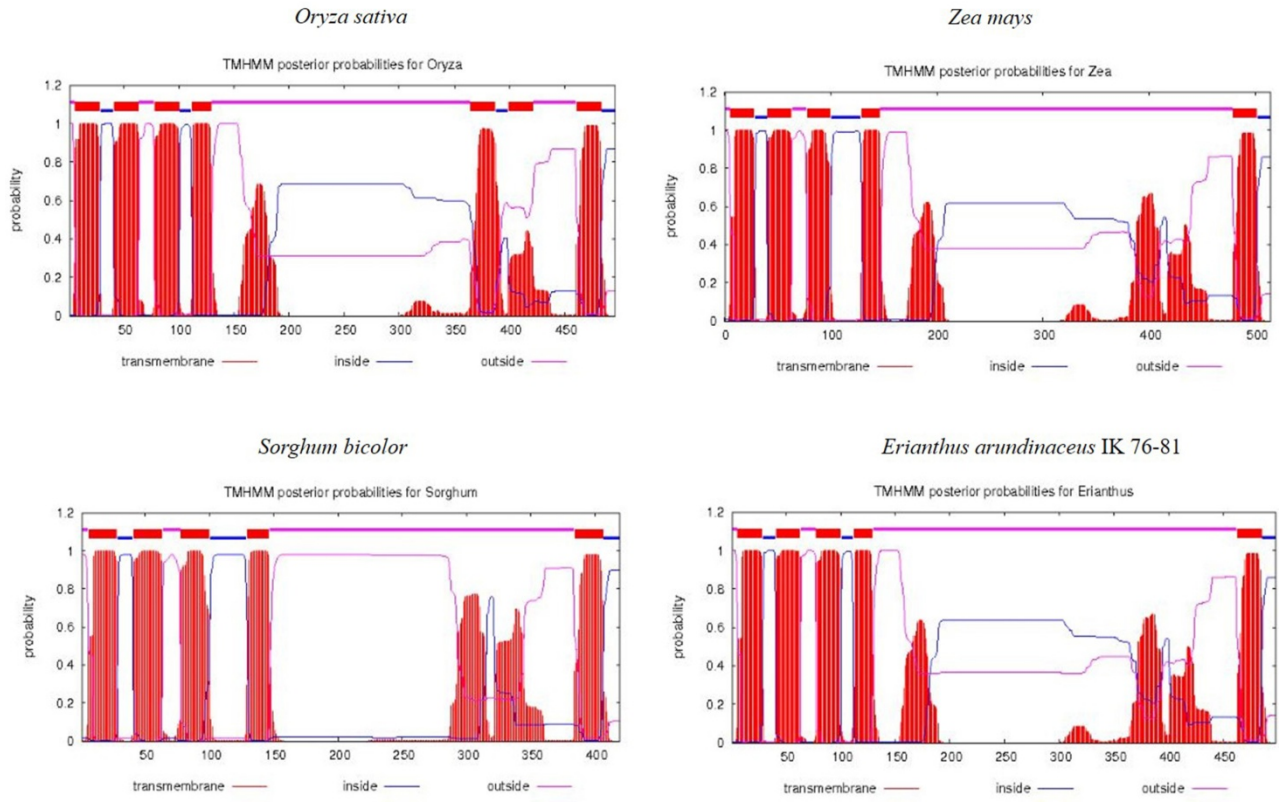 Oryza sativa
TMHMM posterior probabilities for Oryza
probability
1.2
1
0.8
0.6
0.4
0.2
0
50 100 150 200 250 300 350 400 450
transmembrane inside outside
Zea mays
TMHMM posterior probabilities for Zea
probability
1.2
1
0.8
0.6
0.4
0.2
0
0 100 200 300 400 500
transmembrane inside outside
Sorghum bicolor
TMHMM posterior probabilities for Sorghum
probability
1.2
1
0.8
0.6
0.4
0.2
0
50 100 150 200 250 300 350 400
transmembrane inside outside
Erianthus arundinaceus IK 76-81
TMHMM posterior probabilities for Erianthus
probability
1.2
1
0.8
0.6
0.4
0.2
0
50 100 150 200 250 300 350 400 450
transmembrane inside outside